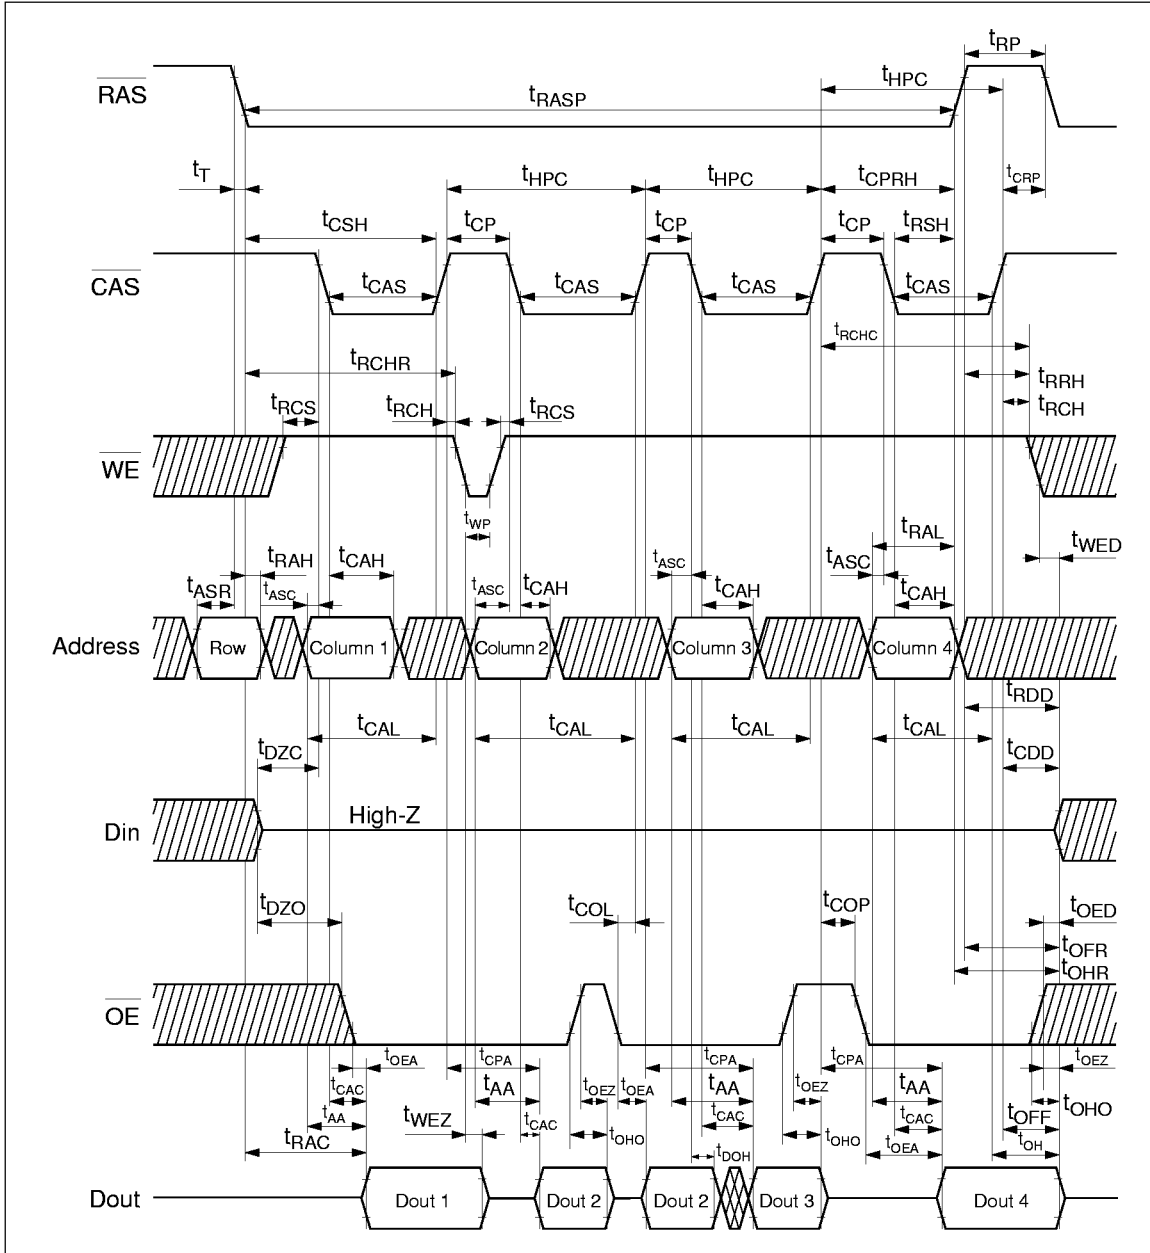 tRP
tHPC
RAS
tRASP
tT
tHPC
tHPC
tCPRH
tCRP
tCSH
tCP
tCP
tCP
tRSH
CAS
tCAS
tCAS
tCAS
tCAS
tRCHC
tRCHR
tRRH
tRCS
tRCH
tRCS
tRCH
WE
tWP
tRAL
tWED
tRAH
tCAH
tASC
tASC
tASR
tASC
tASC
tCAH
tCAH
tCAH
Address
Row
Column 1
Column 2
Column 3
Column 4
tRDD
tCAL
tCAL
tCAL
tCAL
tDZC
tCDD
High-Z
Din
tDZO
tCOL
tCOP
tOED
tOFR
tOHR
OE
tOEA
tCPA
tCPA
tCPA
tOEZ
tCAC
tAA
tOEZ
tOEA
tAA
tOEZ
tAA
tOHO
tAA
tWEZ
tCAC
tCAC
tCAC
tOFF
tRAC
tOHO
tOHO
tOEA
tOH
tDOH
Dout
Dout 1
Dout 2
Dout 2
Dout 3
Dout 4